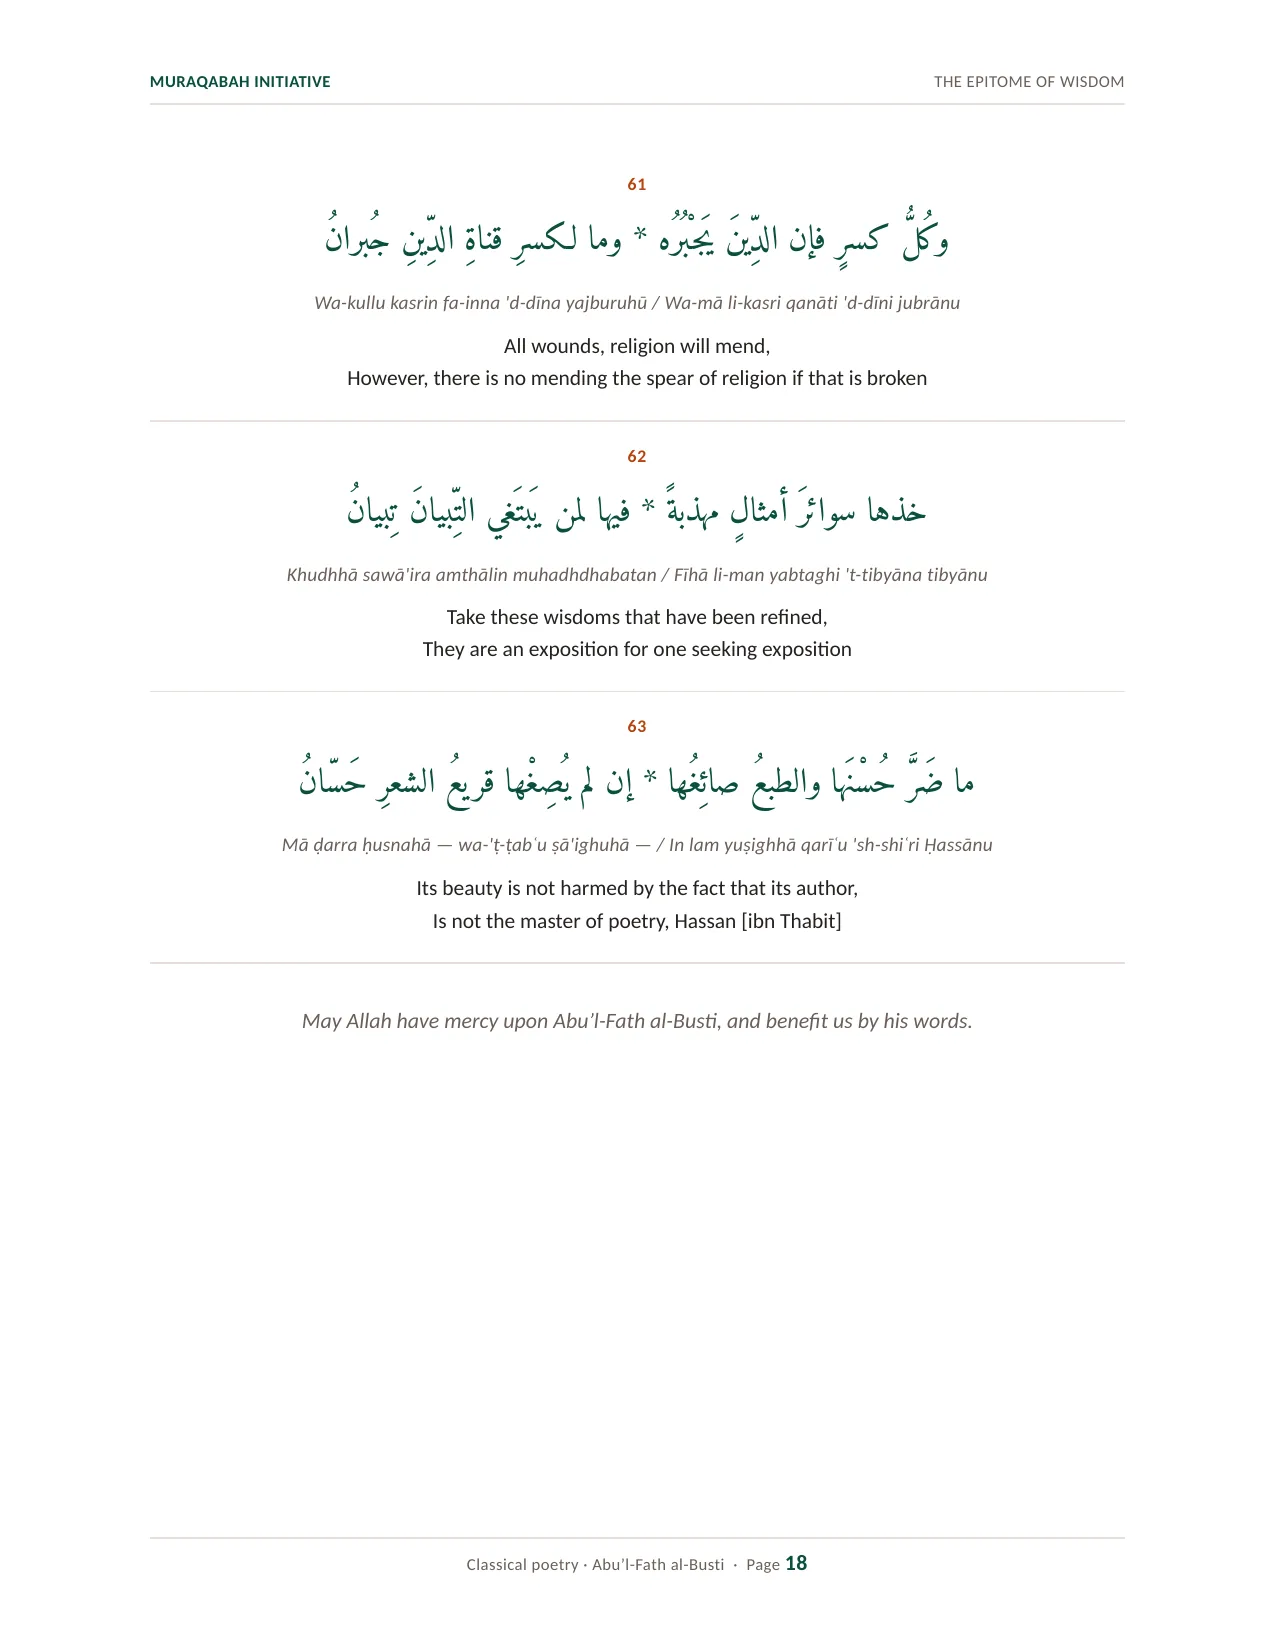 MURAQABAH INITIATIVE
THE EPITOME OF WISDOM
61
وكُلُّ كسرٍ فإن الدِّينَ يَجْبُرُه * وما لكسرِ قناةِ الدِّينِ جُبرانُ
Wa-kullu kasrin fa-inna 'd-dīna yajburuhū / Wa-mā li-kasri qanāti 'd-dīni jubrānu
All wounds, religion will mend,
However, there is no mending the spear of religion if that is broken
62
خذها سوائرَ أمثالٍ مهذبةً * فيها لمن يَبتَغي التِّبيانَ تِبيانُ
Khudhhā sawā'ira amthālin muhadhdhabatan / Fīhā li-man yabtaghi 't-tibyāna tibyānu
Take these wisdoms that have been refined,
They are an exposition for one seeking exposition
63
ما ضَرَّ حُسْنَها والطبعُ صائِغُها * إن لم يُصِغْها قريعُ الشعرِ حَسّانُ
Mā ḍarra ḥusnahā — wa-'ṭ-ṭabʿu ṣā'ighuhā — / In lam yuṣighhā qarīʿu 'sh-shiʿri Ḥassānu
Its beauty is not harmed by the fact that its author,
Is not the master of poetry, Hassan [ibn Thabit]
May Allah have mercy upon Abu’l-Fath al-Busti, and benefit us by his words.
Classical poetry · Abu’l-Fath al-Busti · Page 18